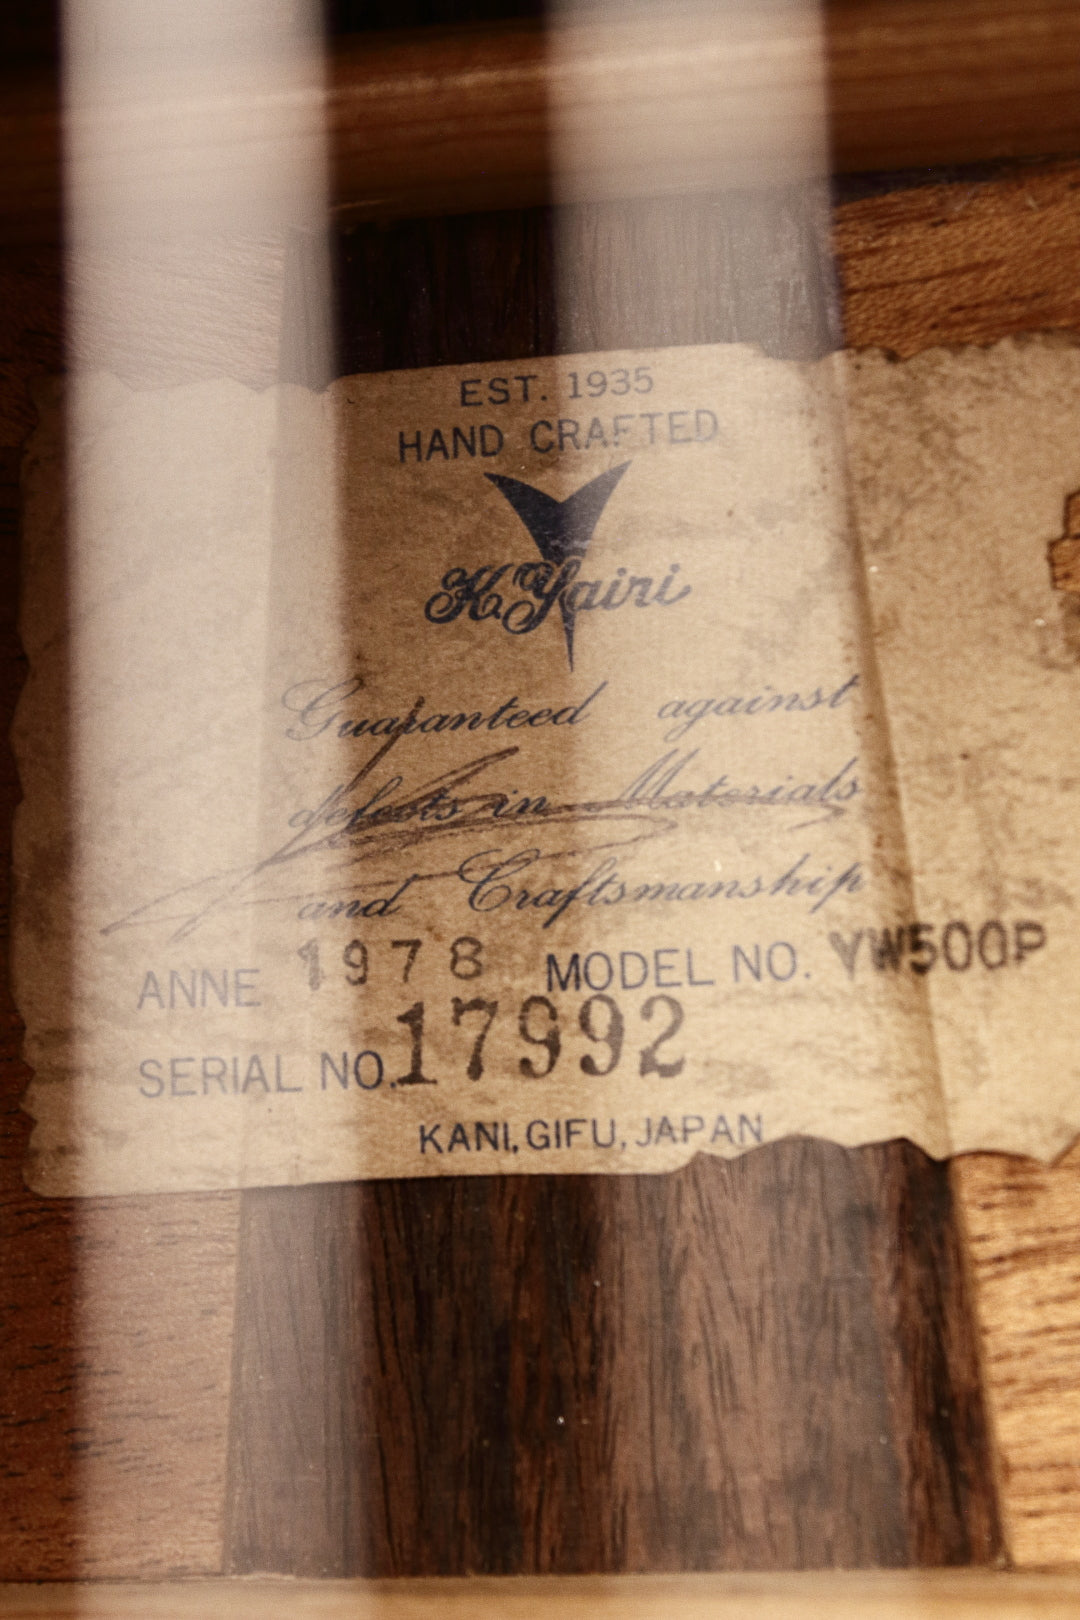 EST. 1935
HAND CRAFTED
K.Yairi
Guaranteed against
defects in Materials
and Craftsmanship
ANNE 1978 MODEL NO. YW500P
SERIAL NO. 17992
KANI, GIFU, JAPAN